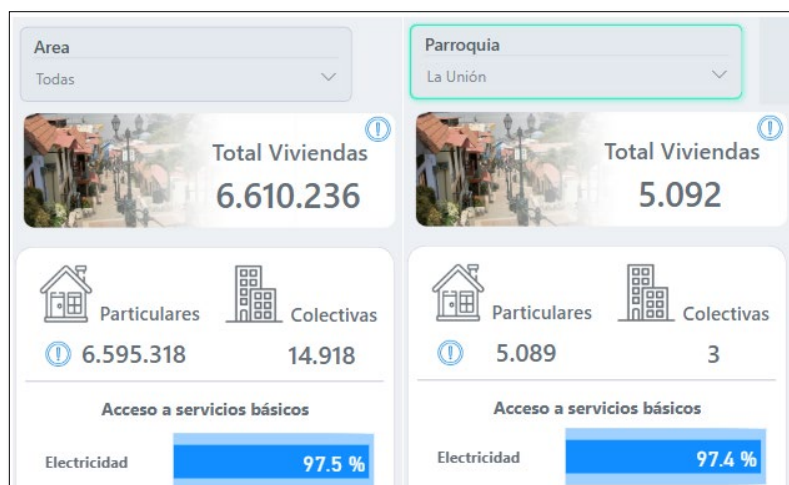 Area
Todas
Total Viviendas
6.610.236
Particulares
Colectivas
6.595.318
14.918
Acceso a servicios básicos
Electricidad
97.5 %
Parroquia
La Unión
Total Viviendas
5.092
Particulares
Colectivas
5.089
3
Acceso a servicios básicos
Electricidad
97.4 %